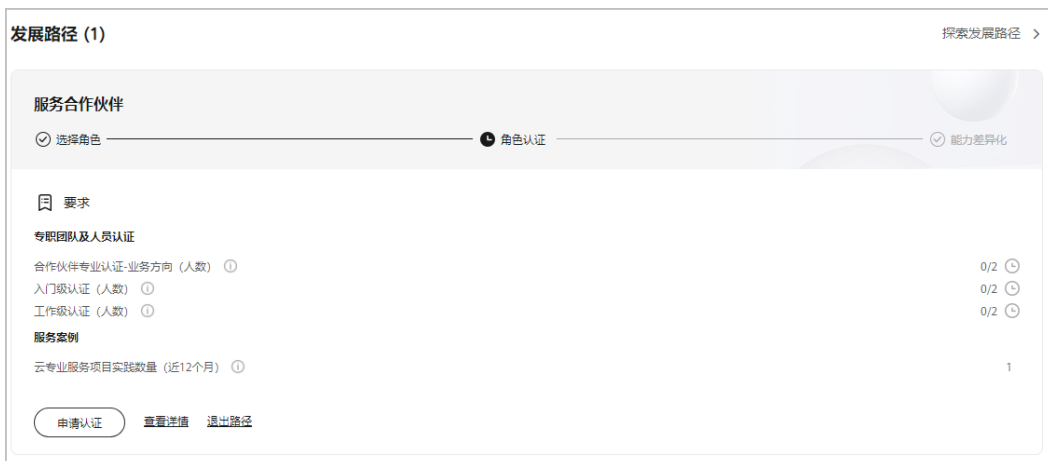 发展路径 (1)
探索发展路径
服务合作伙伴
选择角色 角色认证 能力差异化
要求
专职团队及人员认证
合作伙伴专业认证-业务方向（人数） 0/2
入门级认证（人数） 0/2
工作级认证（人数） 0/2
服务案例
云专业服务项目实践数量（近12个月） 1
申请认证 查看详情 退出路径